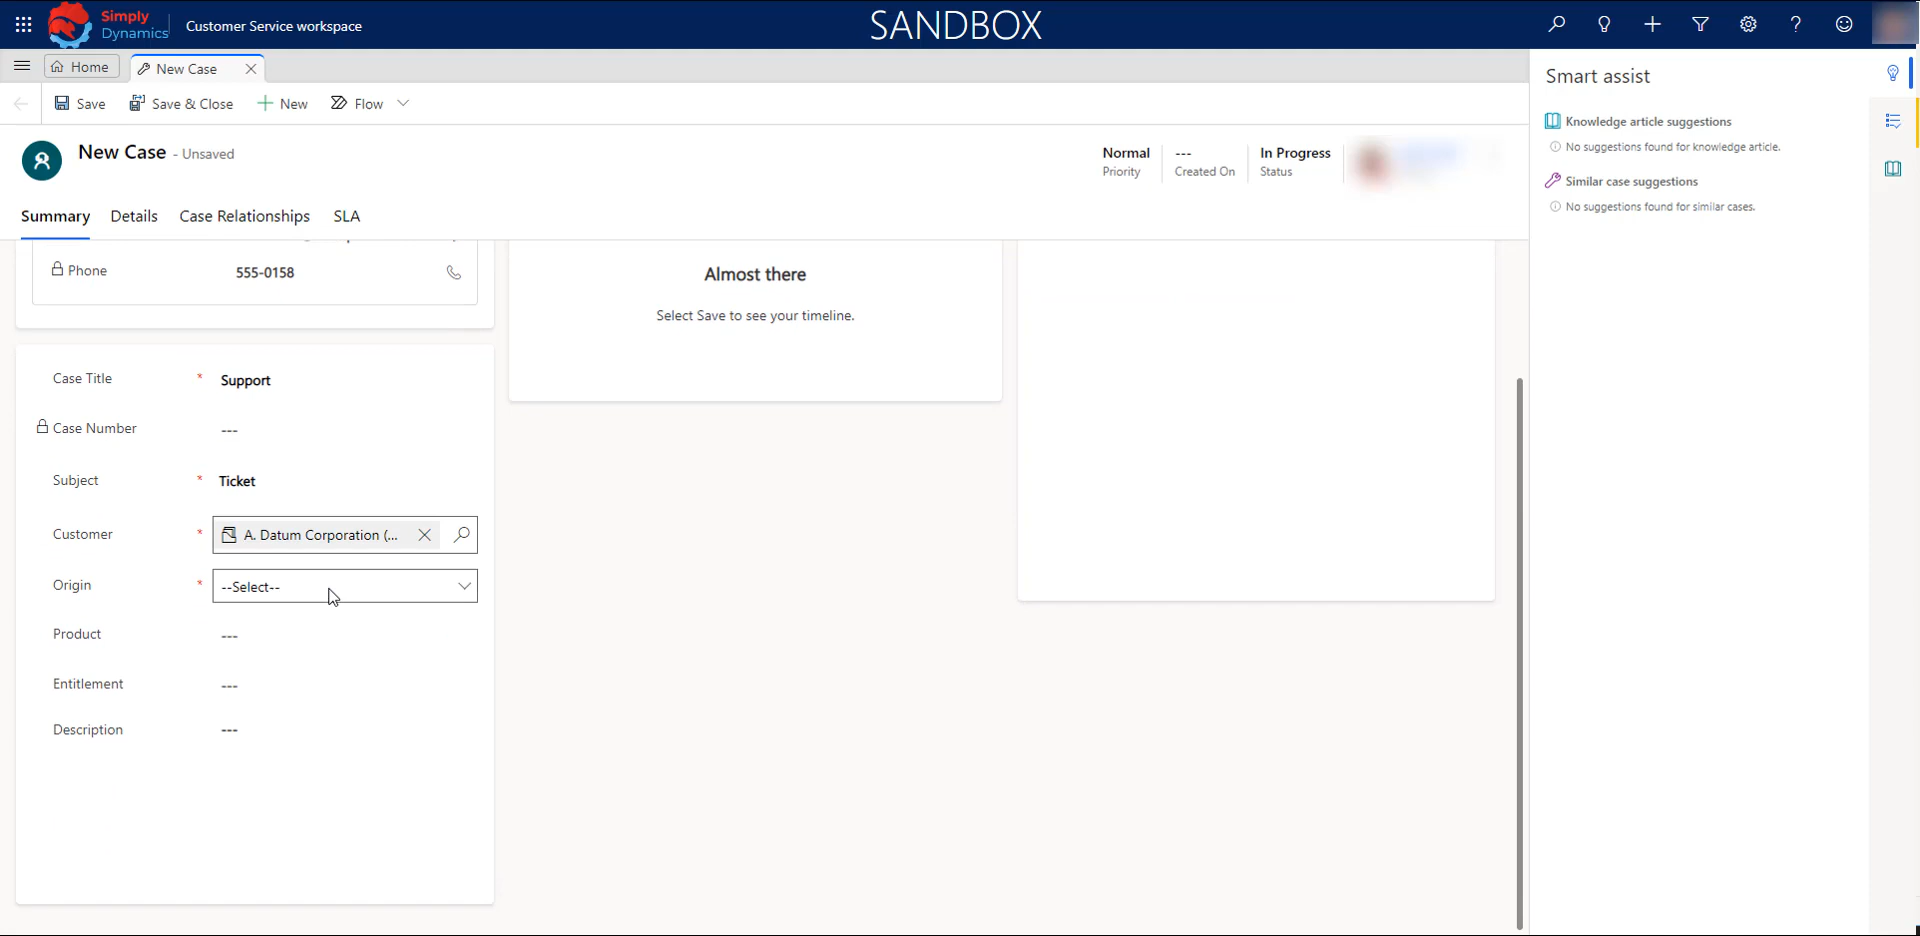 Simply
Dynamics
Customer Service workspace
SANDBOX
Home
New Case
Save
Save & Close
New
Flow
New Case - Unsaved
Normal
Priority
---
Created On
In Progress
Status
Summary
Details
Case Relationships
SLA
Phone
555-0158
Case Title * Support
Case Number ---
Subject * Ticket
Customer * A. Datum Corporation (...
Origin * --Select--
Product ---
Entitlement ---
Description ---
Almost there
Select Save to see your timeline.
Smart assist
Knowledge article suggestions
No suggestions found for knowledge article.
Similar case suggestions
No suggestions found for similar cases.